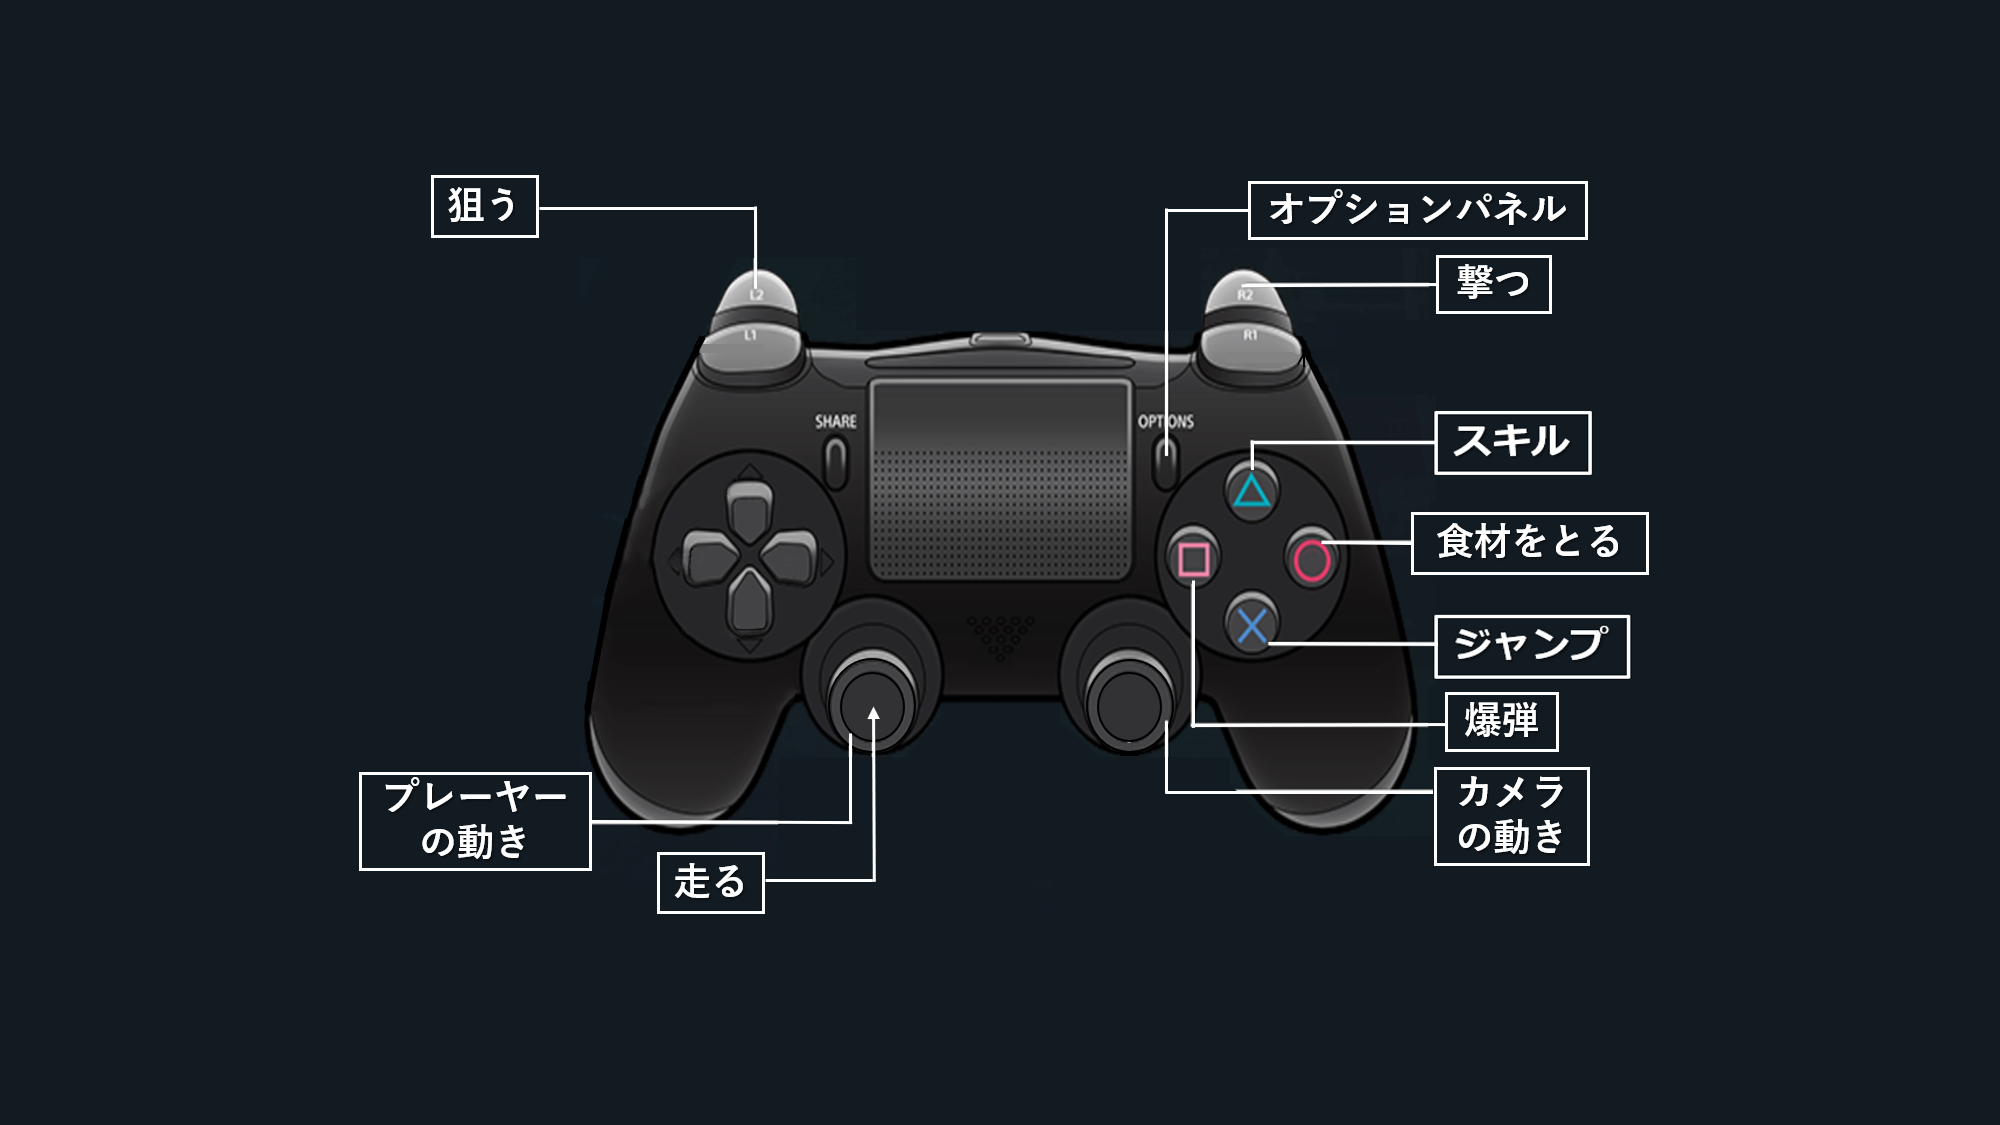 狙う
オプションパネル
撃つ
L2
R2
L1
R1
SHARE
OPTIONS
スキル
食材をとる
ジャンプ
爆弾
プレーヤー
の動き
カメラ
の動き
走る